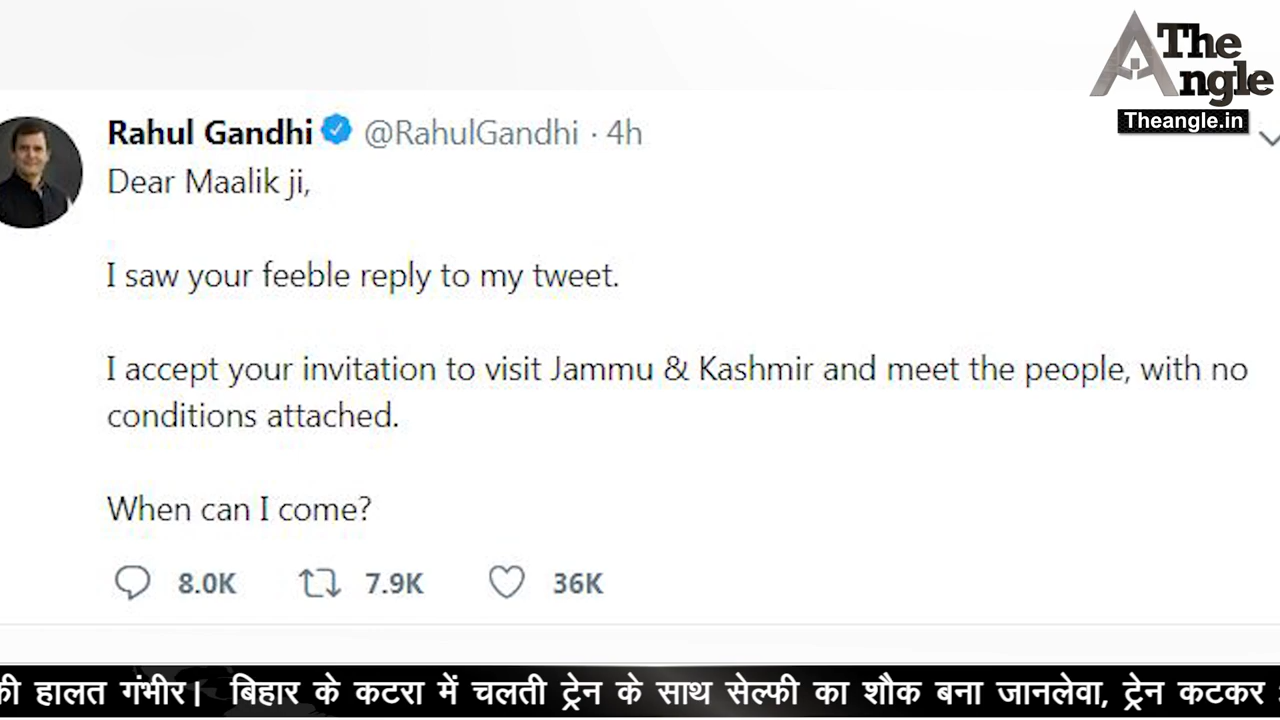 The
Angle
Theangle.in
Rahul Gandhi @RahulGandhi · 4h
Dear Maalik ji,
I saw your feeble reply to my tweet.
I accept your invitation to visit Jammu & Kashmir and meet the people, with no
conditions attached.
When can I come?
8.0K 7.9K 36K
की हालत गंभीर। बिहार के कटरा में चलती ट्रेन के साथ सेल्फी का शौक बना जानलेवा, ट्रेन कटकर